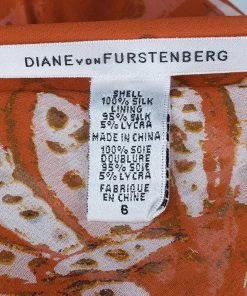 DIANE VON FURSTENBERG
SHELL
100% SILK
LINING
95% SILK
5% LYCRA
MADE IN CHINA
100% SOIE
DOUBLURE
95% SOIE
5% LYCRA
FABRIQUE
EN CHINE
6